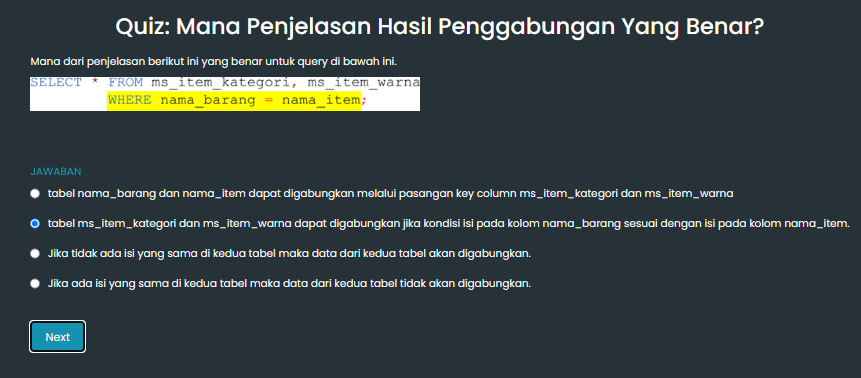 Quiz: Mana Penjelasan Hasil Penggabungan Yang Benar?
Mana dari penjelasan berikut ini yang benar untuk query di bawah ini.
SELECT * FROM ms_item_kategori, ms_item_warna
WHERE nama_barang = nama_item;
JAWABAN
tabel nama_barang dan nama_item dapat digabungkan melalui pasangan key column ms_item_kategori dan ms_item_warna
tabel ms_item_kategori dan ms_item_warna dapat digabungkan jika kondisi isi pada kolom nama_barang sesuai dengan isi pada kolom nama_item.
Jika tidak ada isi yang sama di kedua tabel maka data dari kedua tabel akan digabungkan.
Jika ada isi yang sama di kedua tabel maka data dari kedua tabel tidak akan digabungkan.
Next